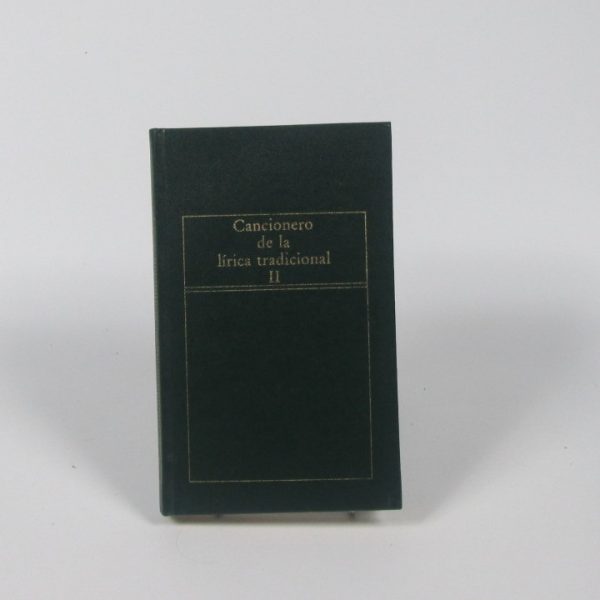 Cancionero
de la
lírica tradicional
II